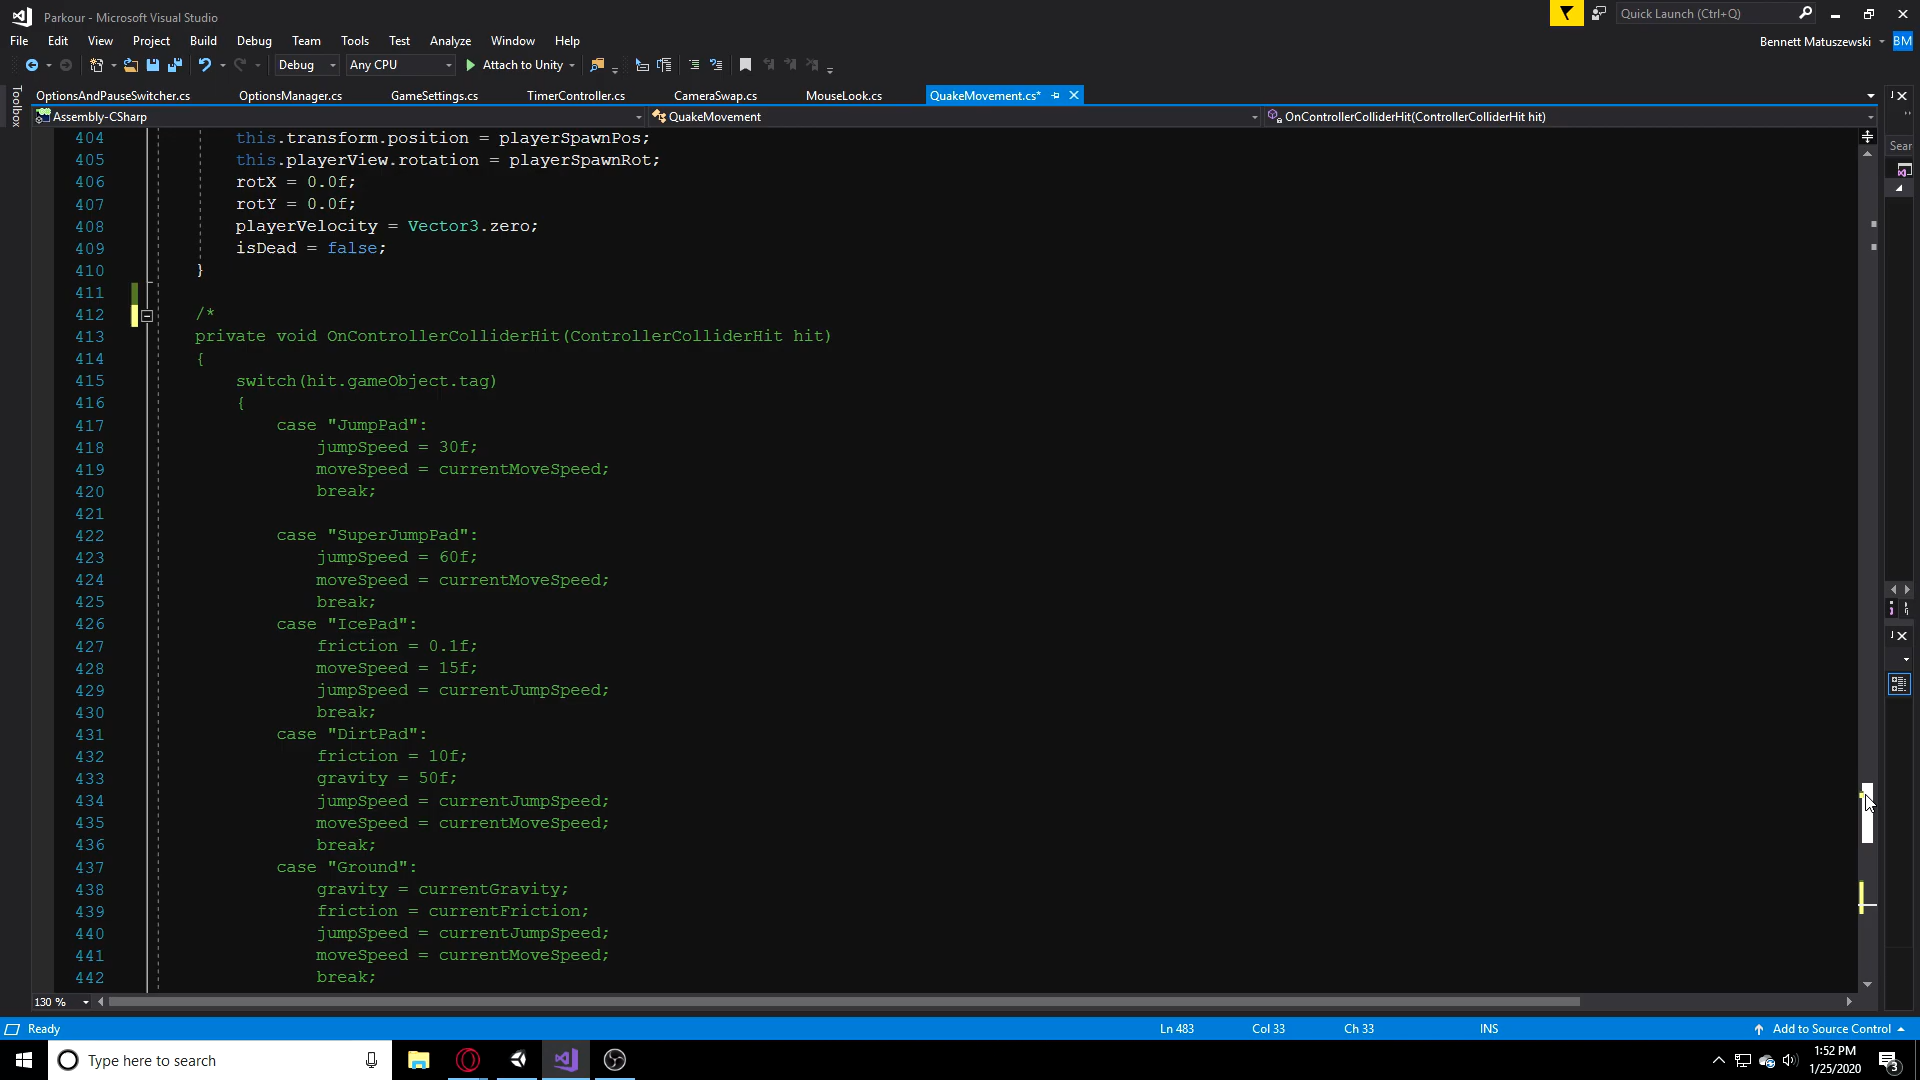 Parkour - Microsoft Visual Studio
Quick Launch (Ctrl+Q)
File Edit View Project Build Debug Team Tools Test Analyze Window Help
Bennett Matuszewski BM
Debug Any CPU Attach to Unity
Toolbox
OptionsAndPauseSwitcher.cs OptionsManager.cs GameSettings.cs TimerController.cs CameraSwap.cs MouseLook.cs QuakeMovement.cs*
Assembly-CSharp QuakeMovement OnControllerColliderHit(ControllerColliderHit hit)
Sear
404 this.transform.position = playerSpawnPos;
405 this.playerView.rotation = playerSpawnRot;
406 rotX = 0.0f;
407 rotY = 0.0f;
408 playerVelocity = Vector3.zero;
409 isDead = false;
410 }
411
412 /*
413 private void OnControllerColliderHit(ControllerColliderHit hit)
414 {
415 switch(hit.gameObject.tag)
416 {
417 case "JumpPad":
418 jumpSpeed = 30f;
419 moveSpeed = currentMoveSpeed;
420 break;
421
422 case "SuperJumpPad":
423 jumpSpeed = 60f;
424 moveSpeed = currentMoveSpeed;
425 break;
426 case "IcePad":
427 friction = 0.1f;
428 moveSpeed = 15f;
429 jumpSpeed = currentJumpSpeed;
430 break;
431 case "DirtPad":
432 friction = 10f;
433 gravity = 50f;
434 jumpSpeed = currentJumpSpeed;
435 moveSpeed = currentMoveSpeed;
436 break;
437 case "Ground":
438 gravity = currentGravity;
439 friction = currentFriction;
440 jumpSpeed = currentJumpSpeed;
441 moveSpeed = currentMoveSpeed;
442 break;
130 %
Ready Ln 483 Col 33 Ch 33 INS Add to Source Control
Type here to search
1:52 PM
1/25/2020
3